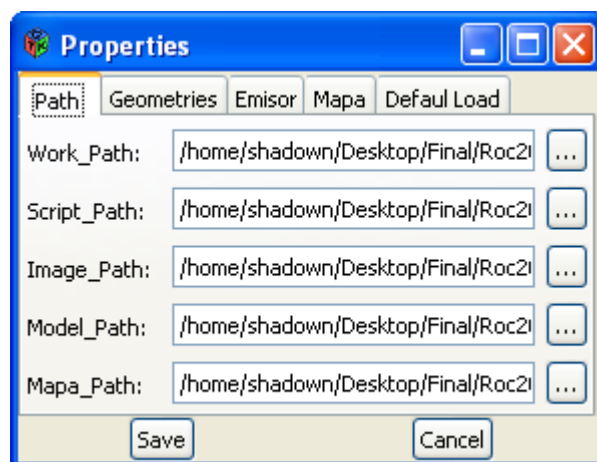 Properties
Path Geometries Emisor Mapa Defaul Load
Work_Path: /home/shadown/Desktop/Final/Roc2 ...
Script_Path: /home/shadown/Desktop/Final/Roc2 ...
Image_Path: /home/shadown/Desktop/Final/Roc2 ...
Model_Path: /home/shadown/Desktop/Final/Roc2 ...
Mapa_Path: /home/shadown/Desktop/Final/Roc2 ...
Save Cancel